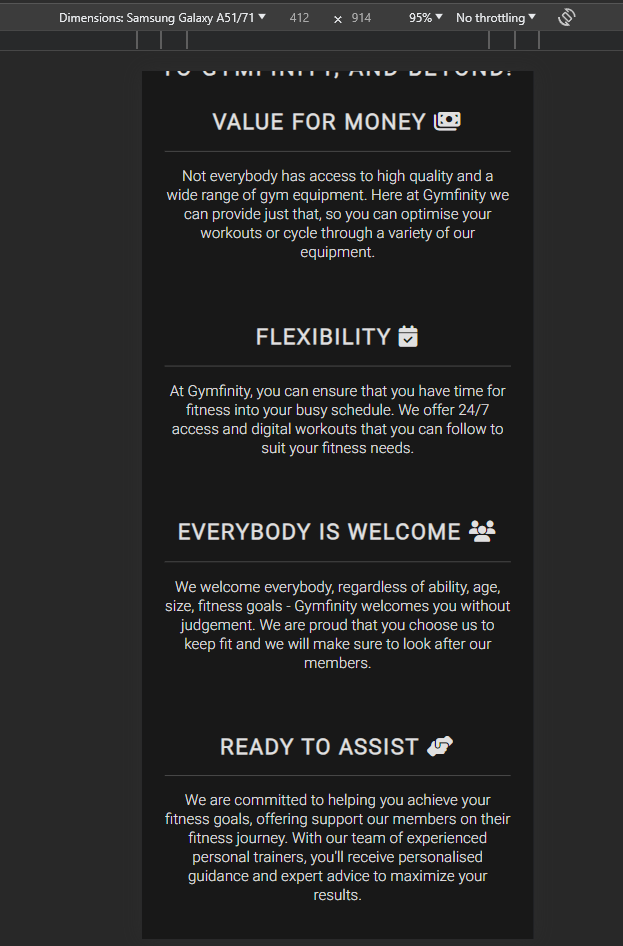 Dimensions: Samsung Galaxy A51/71 412 × 914 95% No throttling
TO GYMFINITY, AND BEYOND!
VALUE FOR MONEY
Not everybody has access to high quality and a
wide range of gym equipment. Here at Gymfinity we
can provide just that, so you can optimise your
workouts or cycle through a variety of our
equipment.
FLEXIBILITY
At Gymfinity, you can ensure that you have time for
fitness into your busy schedule. We offer 24/7
access and digital workouts that you can follow to
suit your fitness needs.
EVERYBODY IS WELCOME
We welcome everybody, regardless of ability, age,
size, fitness goals - Gymfinity welcomes you without
judgement. We are proud that you choose us to
keep fit and we will make sure to look after our
members.
READY TO ASSIST
We are committed to helping you achieve your
fitness goals, offering support our members on their
fitness journey. With our team of experienced
personal trainers, you'll receive personalised
guidance and expert advice to maximize your
results.